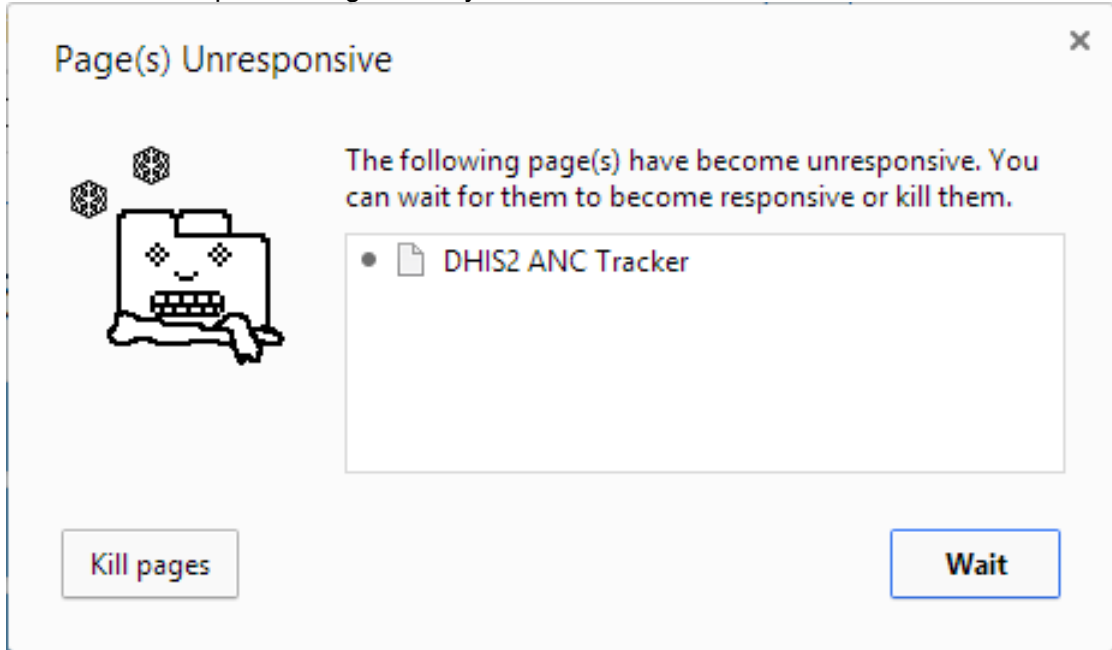 Page(s) Unresponsive
The following page(s) have become unresponsive. You
can wait for them to become responsive or kill them.
DHIS2 ANC Tracker
Kill pages
Wait